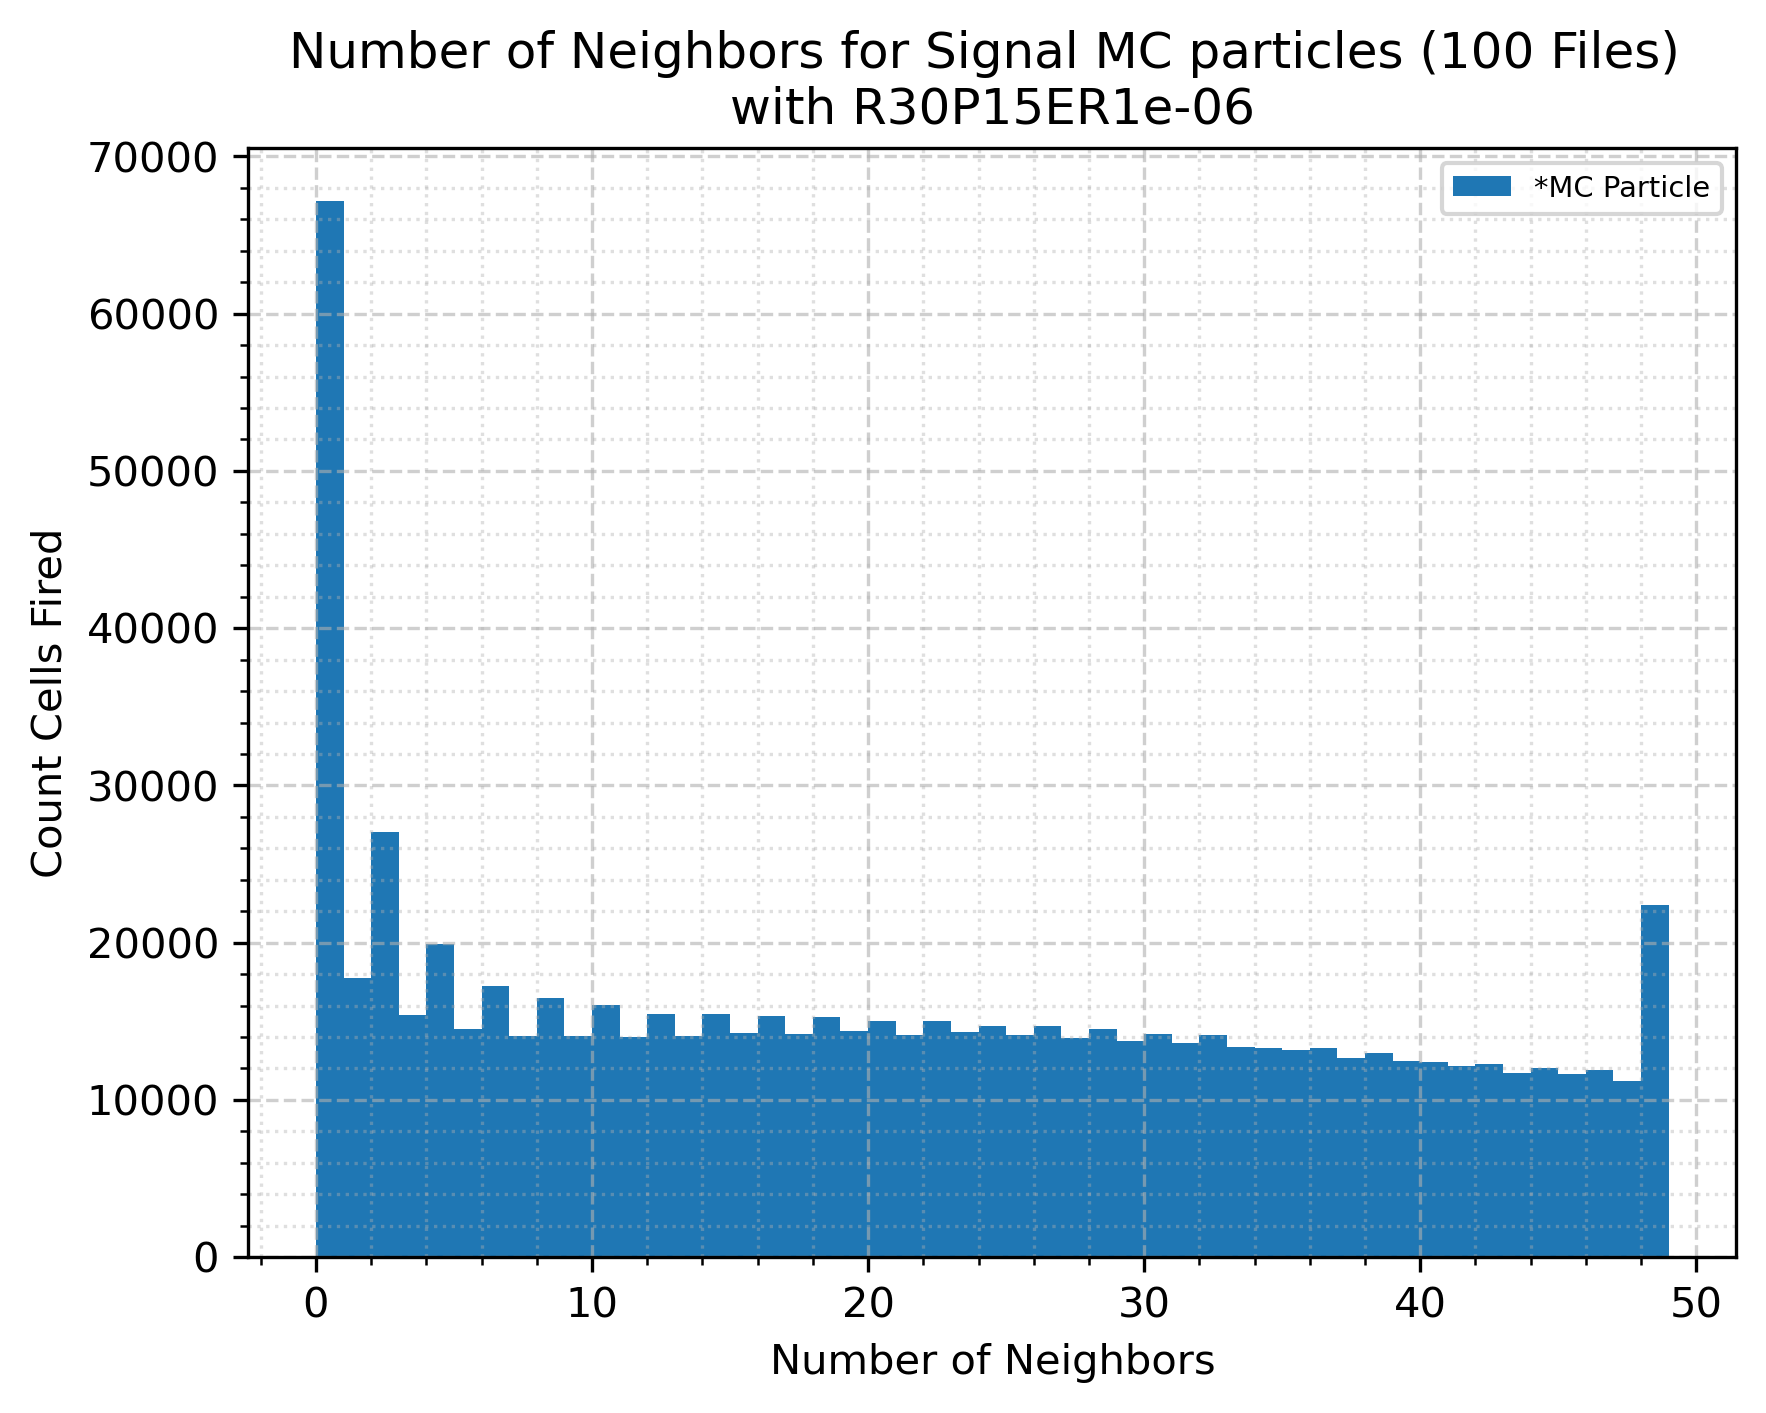 Number of Neighbors for Signal MC particles (100 Files)
with R30P15ER1e-06
70000
60000
50000
40000
30000
20000
10000
0
Count Cells Fired
*MC Particle
0 10 20 30 40 50
Number of Neighbors